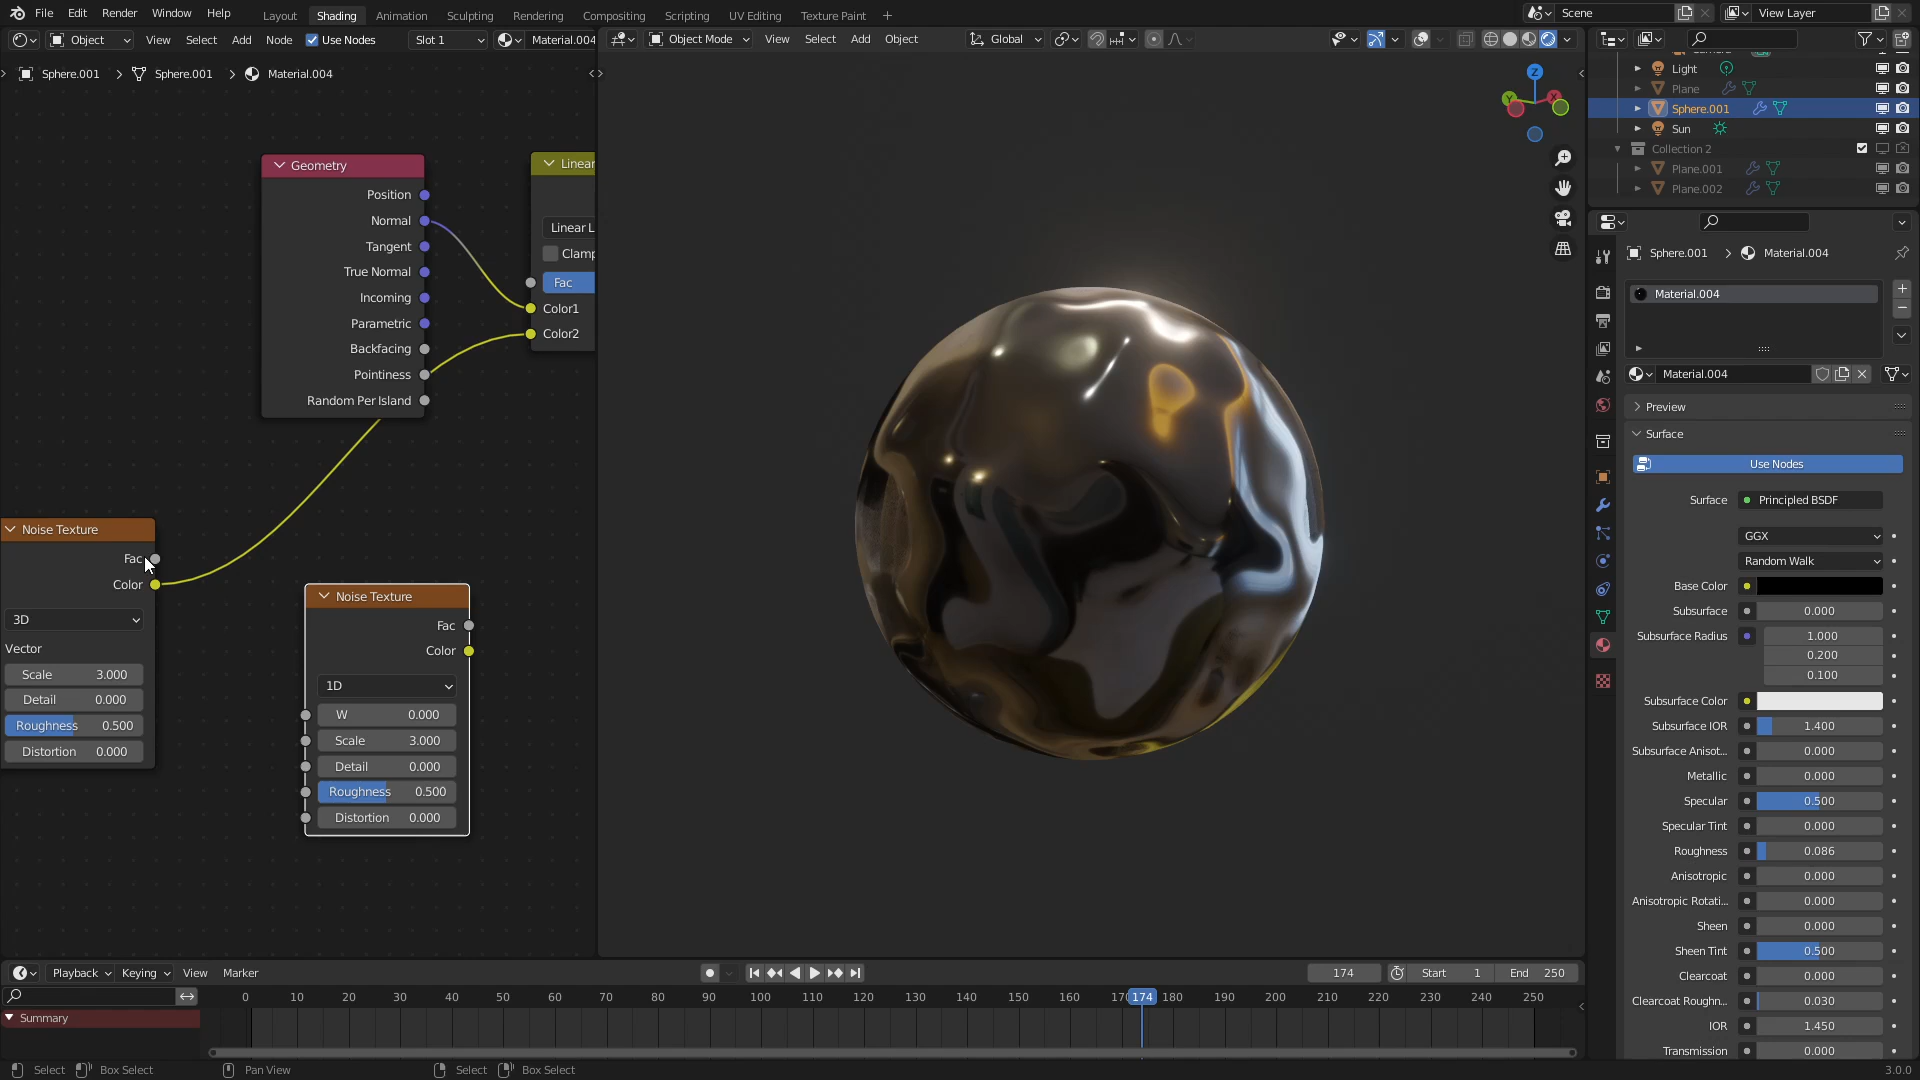 File Edit Render Window Help Layout Shading Animation Sculpting Rendering Compositing Scripting UV Editing Texture Paint + Scene View Layer
Object View Select Add Node Use Nodes Slot 1 Material.004 Object Mode View Select Add Object Global
Sphere.001 > Sphere.001 > Material.004
Z
Y
X
Light
Plane
Sphere.001
Sun
Collection 2
Plane.001
Plane.002
Geometry
Position
Normal
Tangent
True Normal
Incoming
Parametric
Backfacing
Pointiness
Random Per Island
Linear
Linear L
Clamp
Fac
Color1
Color2
Noise Texture
Fac
Color
3D
Vector
Scale 3.000
Detail 0.000
Roughness 0.500
Distortion 0.000
Noise Texture
Fac
Color
1D
W 0.000
Scale 3.000
Detail 0.000
Roughness 0.500
Distortion 0.000
Sphere.001 > Material.004
Material.004
Material.004
Preview
Surface
Use Nodes
Surface Principled BSDF
GGX
Random Walk
Base Color
Subsurface 0.000
Subsurface Radius 1.000
0.200
0.100
Subsurface Color
Subsurface IOR 1.400
Subsurface Anisot... 0.000
Metallic 0.000
Specular 0.500
Specular Tint 0.000
Roughness 0.086
Anisotropic 0.000
Anisotropic Rotati... 0.000
Sheen 0.000
Sheen Tint 0.500
Clearcoat 0.000
Clearcoat Roughn... 0.030
IOR 1.450
Transmission 0.000
Playback Keying View Marker 174 Start 1 End 250
0 10 20 30 40 50 60 70 80 90 100 110 120 130 140 150 160 17 174 180 190 200 210 220 230 240 250
Summary
Select Box Select Pan View Select Box Select 3.0.0